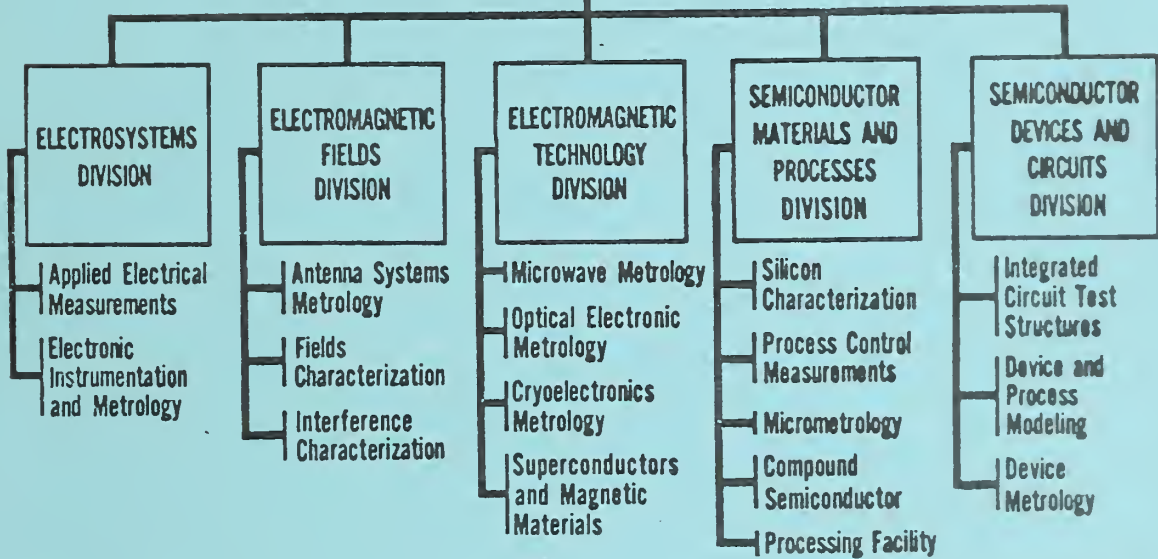 ELECTROSYSTEMS
DIVISION
Applied Electrical
Measurements
Electronic
Instrumentation
and Metrology
ELECTROMAGNETIC
FIELDS
DIVISION
Antenna Systems
Metrology
Fields
Characterization
Interference
Characterization
ELECTROMAGNETIC
TECHNOLOGY
DIVISION
Microwave Metrology
Optical Electronic
Metrology
Cryoelectronics
Metrology
Superconductors
and Magnetic
Materials
SEMICONDUCTOR
MATERIALS AND
PROCESSES
DIVISION
Silicon
Characterization
Process Control
Measurements
Micrometrology
Compound
Semiconductor
Processing Facility
SEMICONDUCTOR
DEVICES AND
CIRCUITS
DIVISION
Integrated
Circuit Test
Structures
Device and
Process
Modeling
Device
Metrology